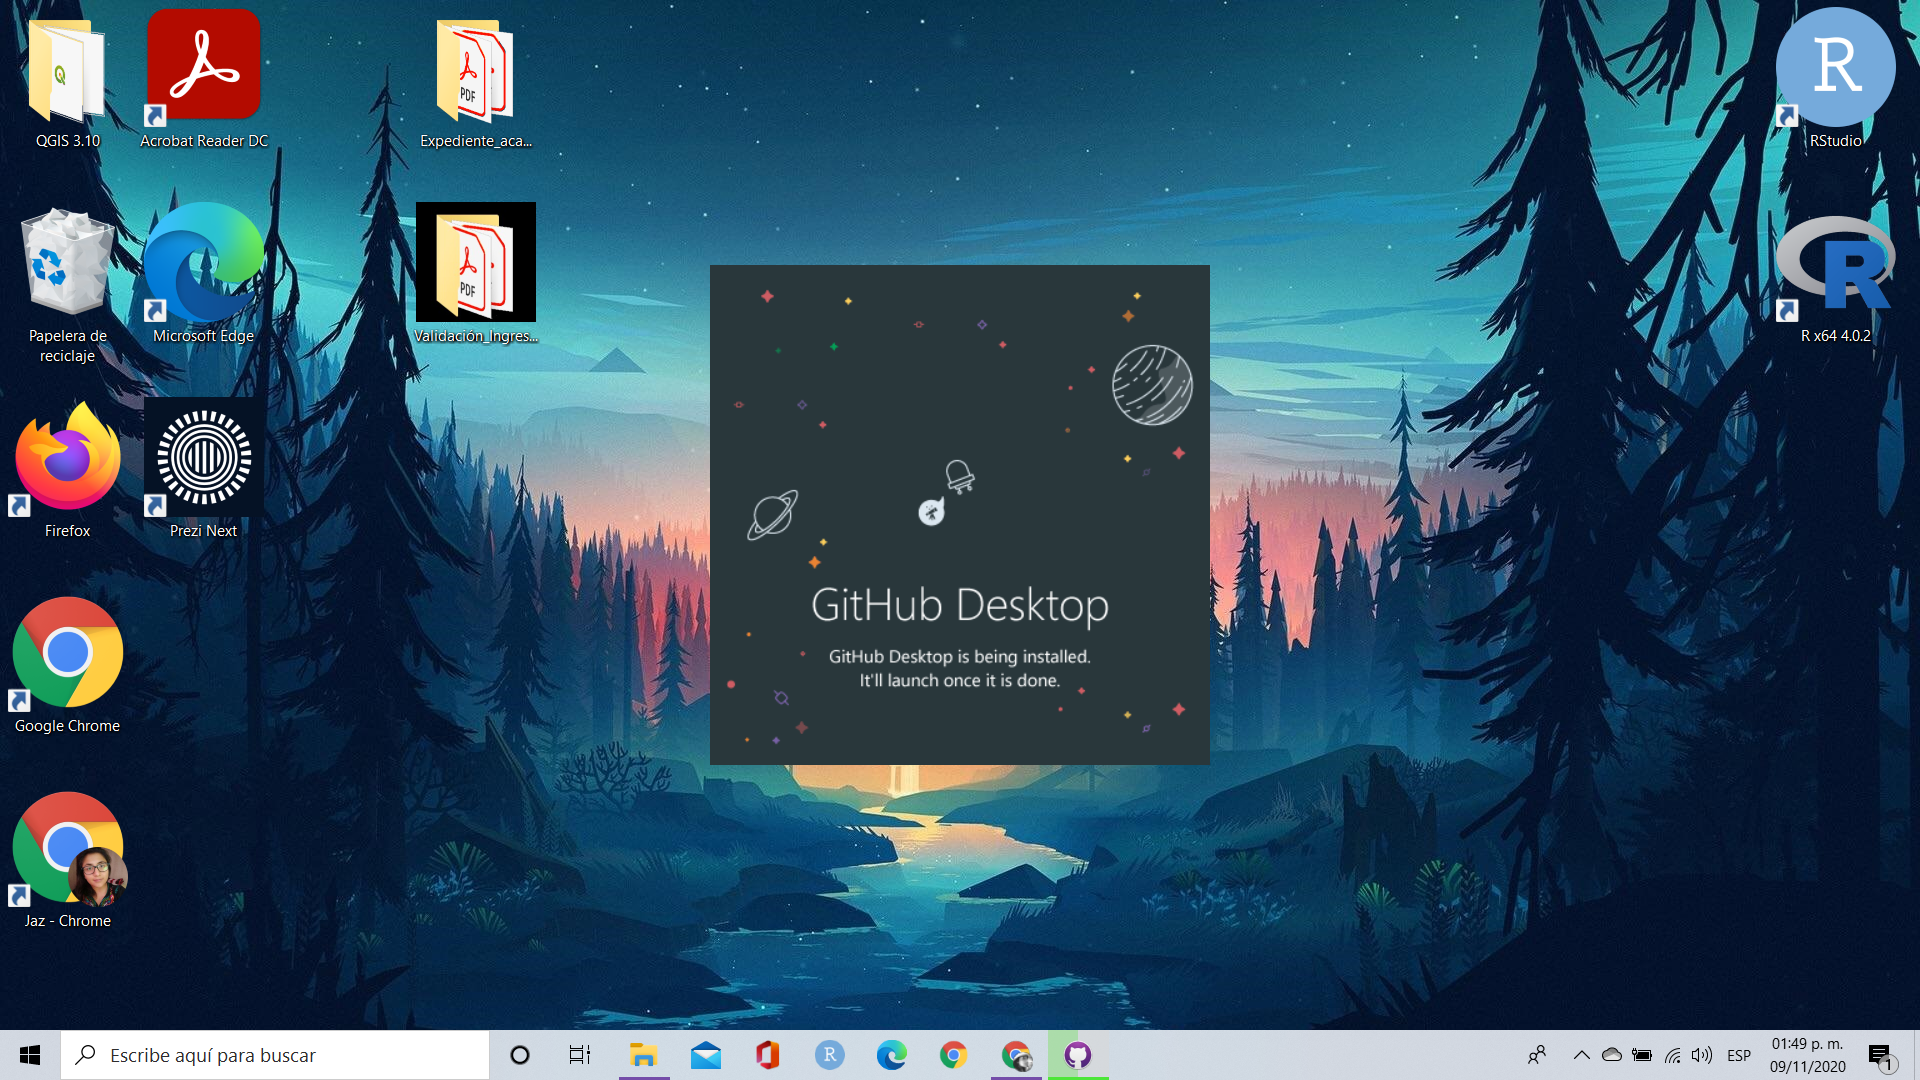 QGIS 3.10
Acrobat Reader DC
PDF
Expediente_aca...
R
RStudio
Papelera de
reciclaje
Microsoft Edge
PDF
Validación_Ingres...
R
R x64 4.0.2
Firefox
Prezi Next
GitHub Desktop
GitHub Desktop is being installed.
It'll launch once it is done.
Google Chrome
Jaz - Chrome
Escribe aquí para buscar
R
ESP
01:49 p. m.
09/11/2020
1